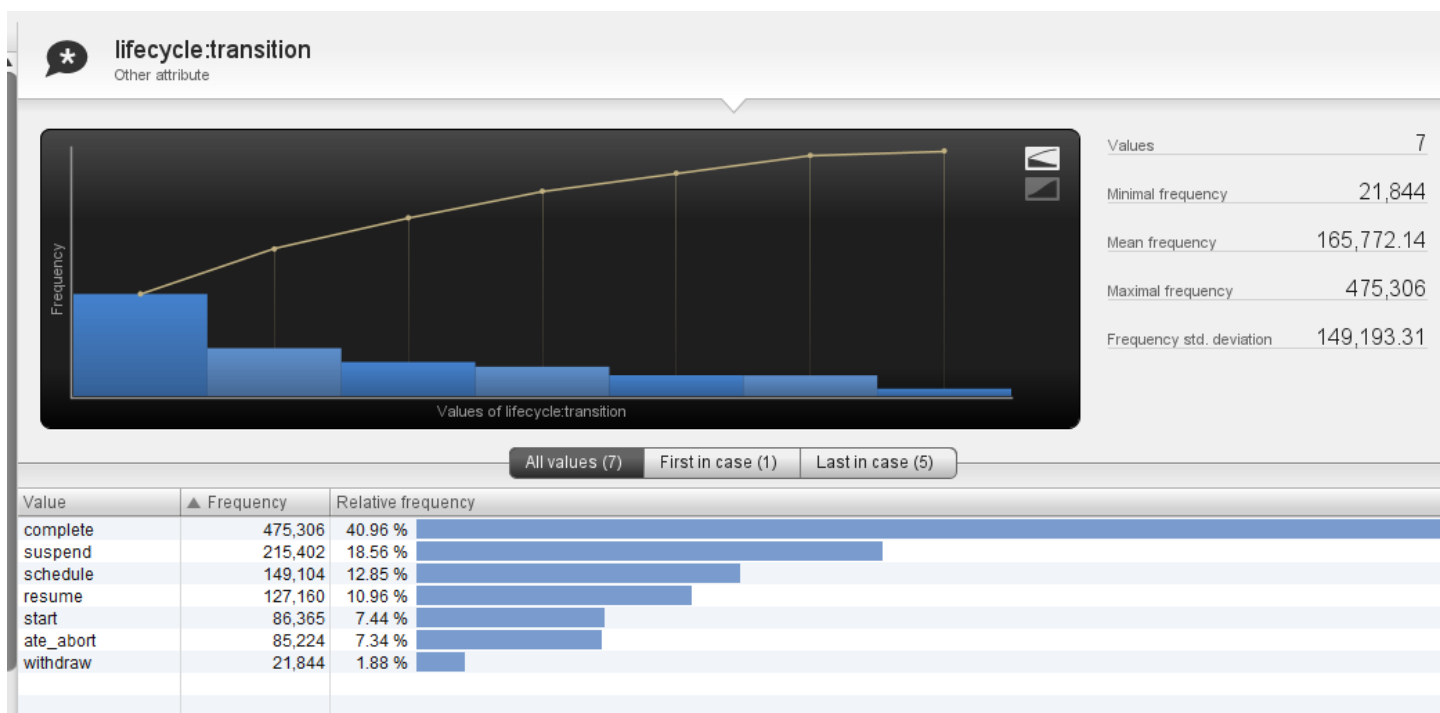 lifecycle:transition
Other attribute
Frequency
Values of lifecycle:transition
Values 7
Minimal frequency 21,844
Mean frequency 165,772.14
Maximal frequency 475,306
Frequency std. deviation 149,193.31
All values (7) First in case (1) Last in case (5)
Value ▲ Frequency Relative frequency
complete 475,306 40.96 %
suspend 215,402 18.56 %
schedule 149,104 12.85 %
resume 127,160 10.96 %
start 86,365 7.44 %
ate_abort 85,224 7.34 %
withdraw 21,844 1.88 %